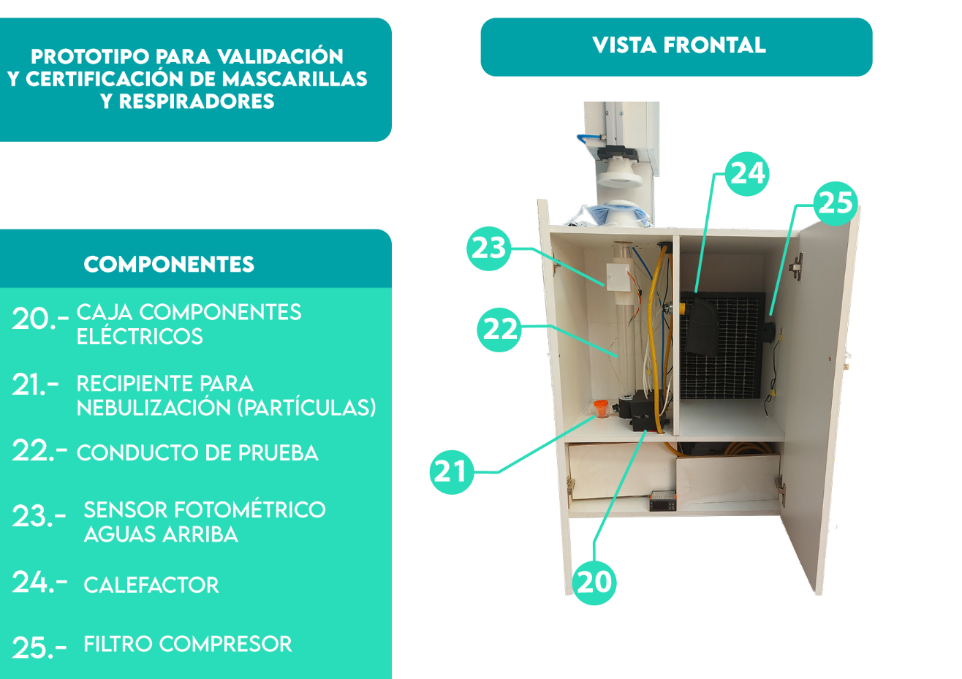 PROTOTIPO PARA VALIDACIÓN
Y CERTIFICACIÓN DE MASCARILLAS
Y RESPIRADORES
VISTA FRONTAL
COMPONENTES
20.- CAJA COMPONENTES
ELÉCTRICOS
21.- RECIPIENTE PARA
NEBULIZACIÓN (PARTÍCULAS)
22.- CONDUCTO DE PRUEBA
23.- SENSOR FOTOMÉTRICO
AGUAS ARRIBA
24.- CALEFACTOR
25.- FILTRO COMPRESOR
24
25
23
22
21
20